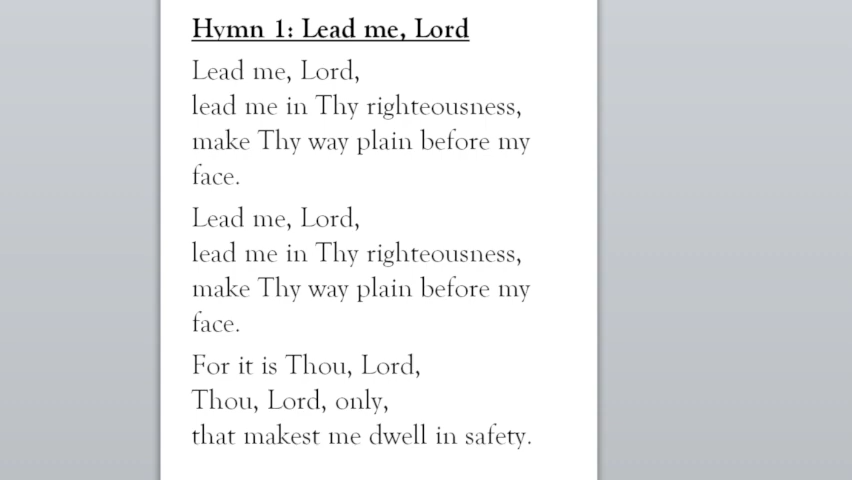 Hymn 1: Lead me, Lord
Lead me, Lord,
lead me in Thy righteousness,
make Thy way plain before my
face.
Lead me, Lord,
lead me in Thy righteousness,
make Thy way plain before my
face.
For it is Thou, Lord,
Thou, Lord, only,
that makest me dwell in safety.